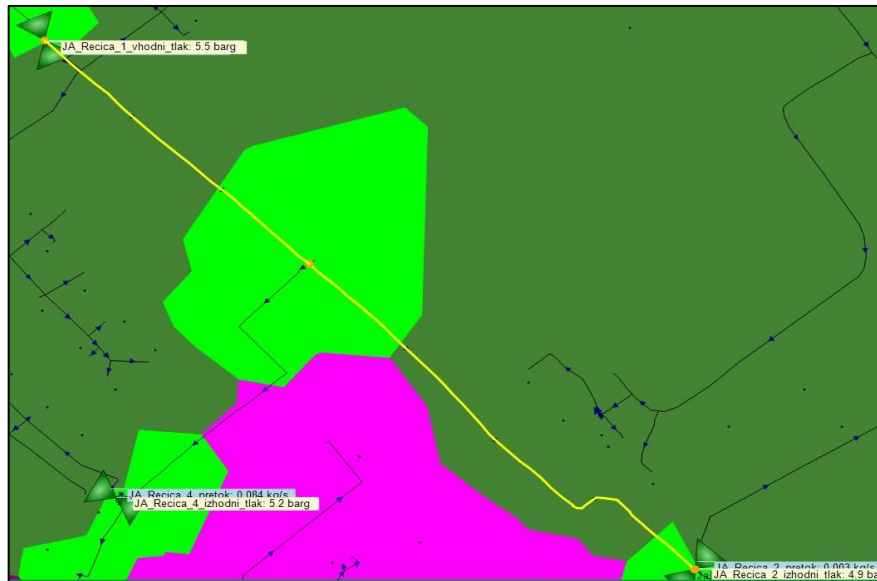 JA_Recica_1_vhodni_tlak: 5.5 barg
JA_Recica_4_pretok: 0.084 kg/s
JA_Recica_4_izhodni_tlak: 5.2 barg
JA_Recica_2_pretok: 0.003 kg/s
JA_Recica_2_izhodni_tlak: 4.9 ba